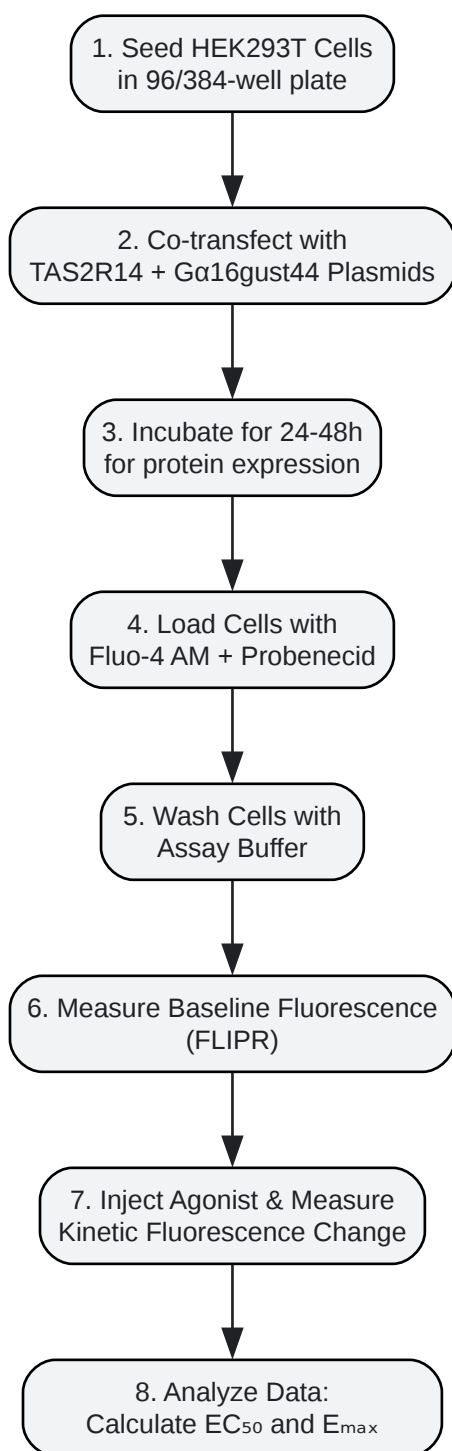 1. Seed HEK293T Cells
in 96/384-well plate
2. Co-transfect with
TAS2R14 + Gα16gust44 Plasmids
3. Incubate for 24-48h
for protein expression
4. Load Cells with
Fluo-4 AM + Probenecid
5. Wash Cells with
Assay Buffer
6. Measure Baseline Fluorescence
(FLIPR)
7. Inject Agonist & Measure
Kinetic Fluorescence Change
8. Analyze Data:
Calculate EC₅₀ and Eₘₐₓ